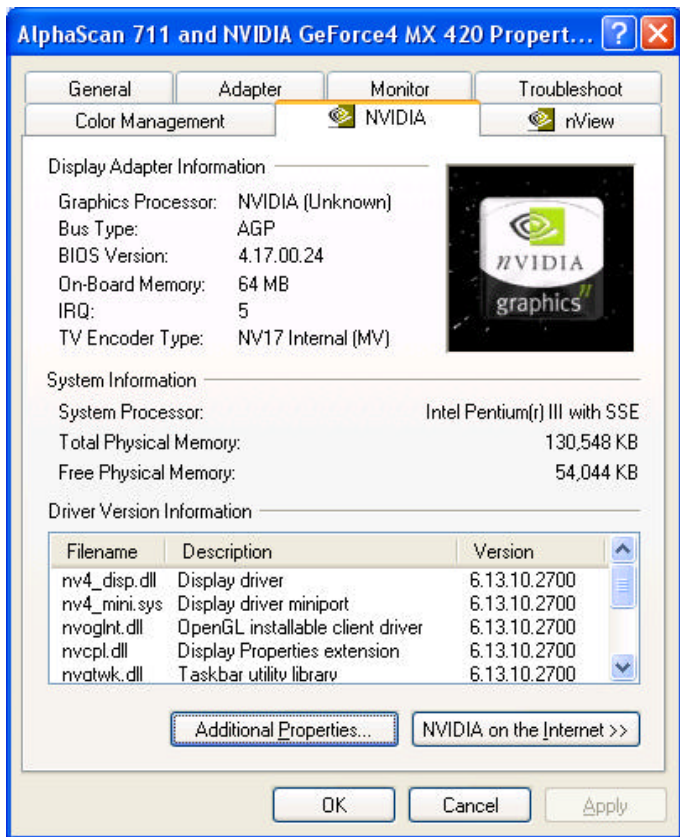 AlphaScan 711 and NVIDIA GeForce4 MX 420 Propert...
General Adapter Monitor Troubleshoot
Color Management NVIDIA nView
Display Adapter Information
Graphics Processor: NVIDIA (Unknown)
Bus Type: AGP
BIOS Version: 4.17.00.24
On-Board Memory: 64 MB
IRQ: 5
TV Encoder Type: NV17 Internal (MV)
nVIDIA
graphics n
System Information
System Processor: Intel Pentium(r) III with SSE
Total Physical Memory: 130,548 KB
Free Physical Memory: 54,044 KB
Driver Version Information
Filename Description Version
nv4_disp.dll Display driver 6.13.10.2700
nv4_mini.sys Display driver miniport 6.13.10.2700
nvoglnt.dll OpenGL installable client driver 6.13.10.2700
nvcpl.dll Display Properties extension 6.13.10.2700
nvqtwk.dll Taskbar utility library 6.13.10.2700
Additional Properties... NVIDIA on the Internet >>
OK Cancel Apply